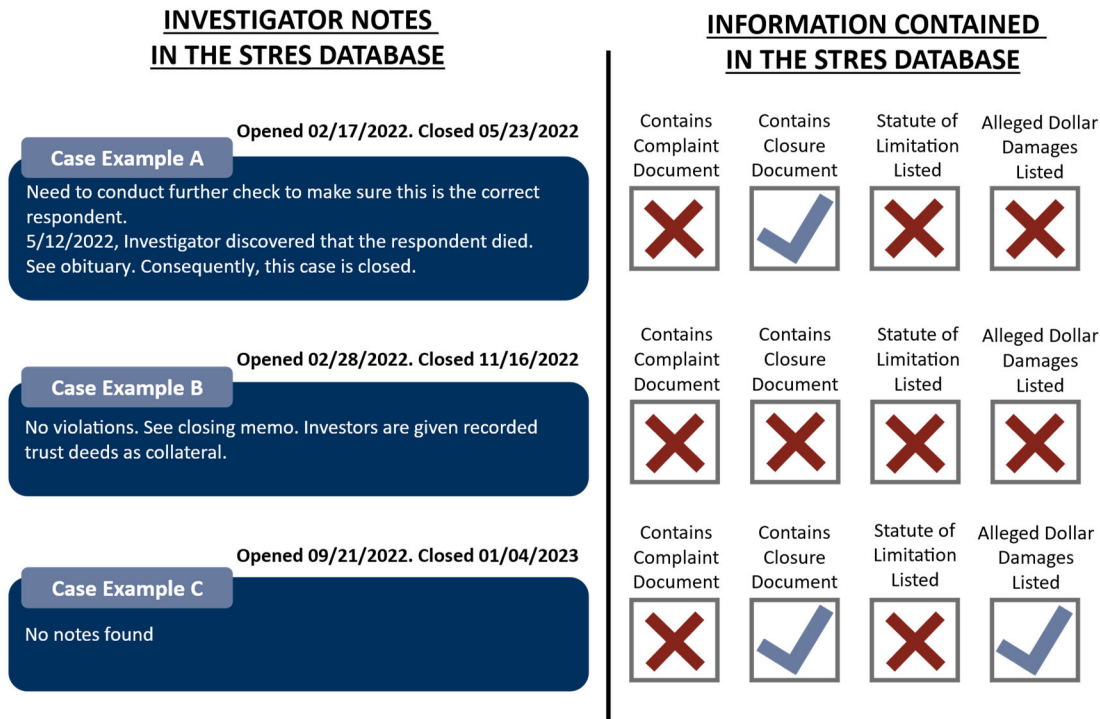 INVESTIGATOR NOTES
IN THE STRES DATABASE
INFORMATION CONTAINED
IN THE STRES DATABASE
Opened 02/17/2022. Closed 05/23/2022
Case Example A
Need to conduct further check to make sure this is the correct
respondent.
5/12/2022, Investigator discovered that the respondent died.
See obituary. Consequently, this case is closed.
Contains
Complaint
Document
Contains
Closure
Document
Statute of
Limitation
Listed
Alleged Dollar
Damages
Listed
Opened 02/28/2022. Closed 11/16/2022
Case Example B
No violations. See closing memo. Investors are given recorded
trust deeds as collateral.
Contains
Complaint
Document
Contains
Closure
Document
Statute of
Limitation
Listed
Alleged Dollar
Damages
Listed
Opened 09/21/2022. Closed 01/04/2023
Case Example C
No notes found
Contains
Complaint
Document
Contains
Closure
Document
Statute of
Limitation
Listed
Alleged Dollar
Damages
Listed